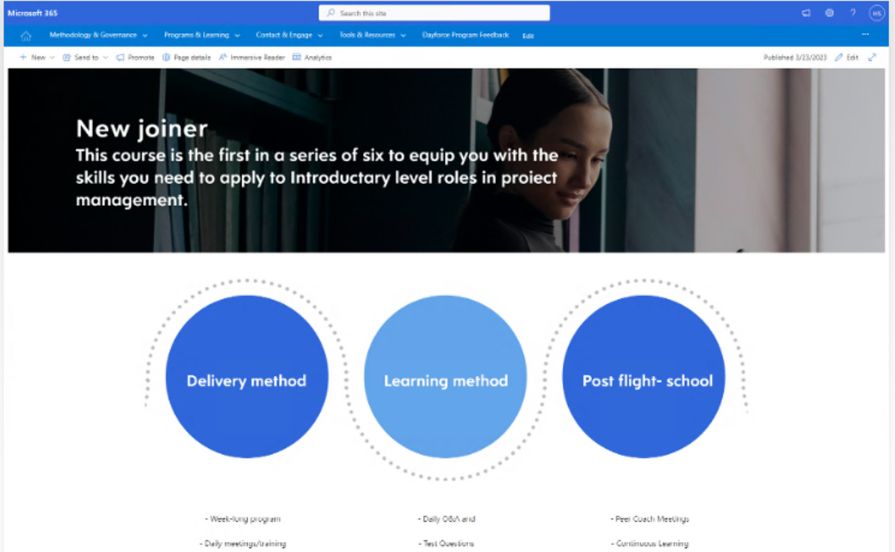 Microsoft 365
Search this site
HS
Methodology & Governance Programs & Learning Contact & Engage Tools & Resources Dayforce Program Feedback Edit
+ New Send to Promote Page details Immersive Reader Analytics Published 3/23/2023 Edit
New joiner
This course is the first in a series of six to equip you with the
skills you need to apply to Introductary level roles in project
management.
Delivery method Learning method Post flight- school
- Week-long program - Daily Q&A and - Peer Coach Meetings
- Daily meetings/training - Test Questions - Continuous Learning